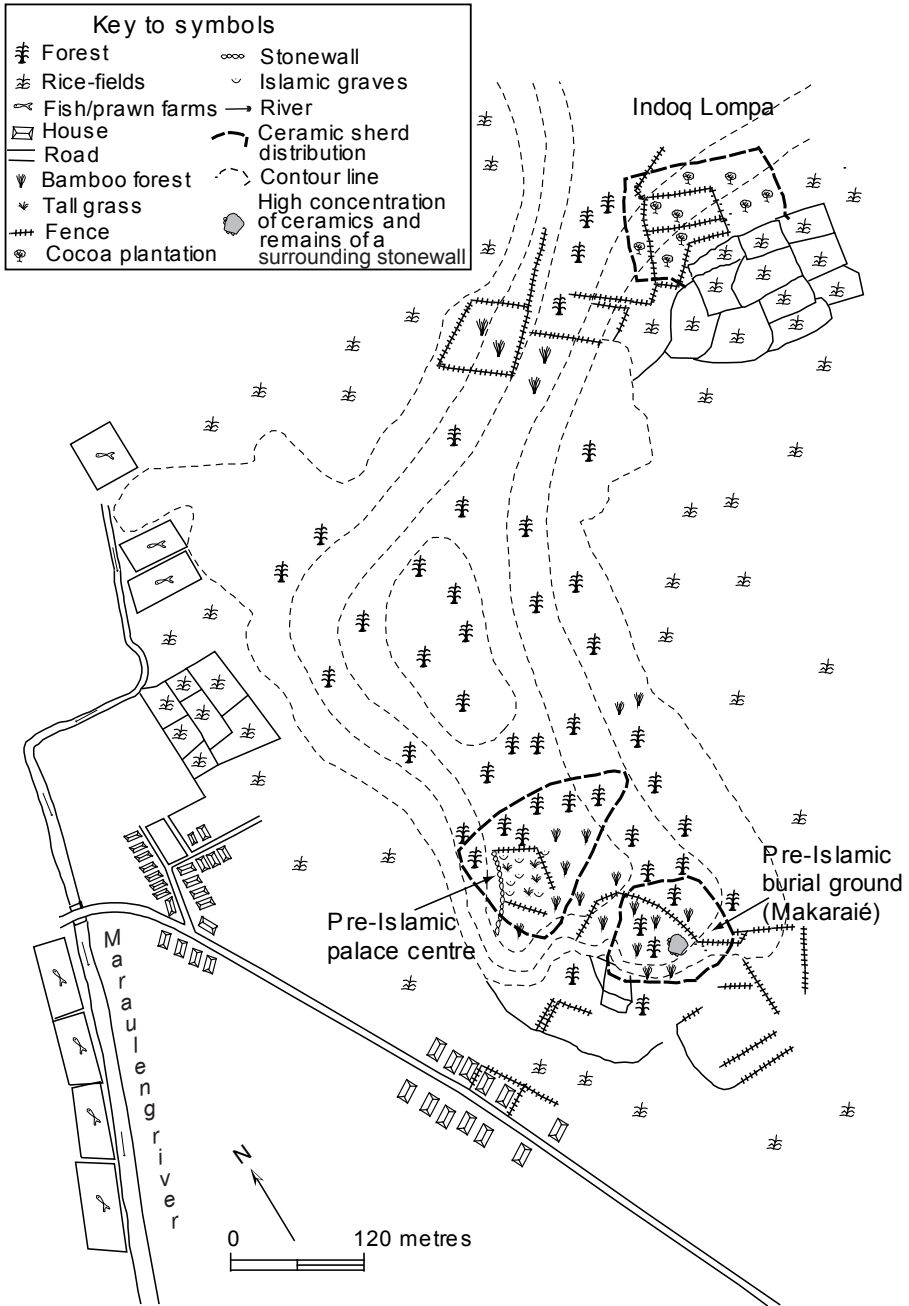 Key to symbols
Forest
Rice-fields
Fish/prawn farms
House
Road
Bamboo forest
Tall grass
Fence
Cocoa plantation
Stonewall
Islamic graves
River
Ceramic sherd
distribution
Contour line
High concentration
of ceramics and
remains of a
surrounding stonewall
Indoq Lompa
Pre-Islamic
burial ground
(Makaraié)
Pre-Islamic
palace centre
Marauleng river
N
0 120 metres